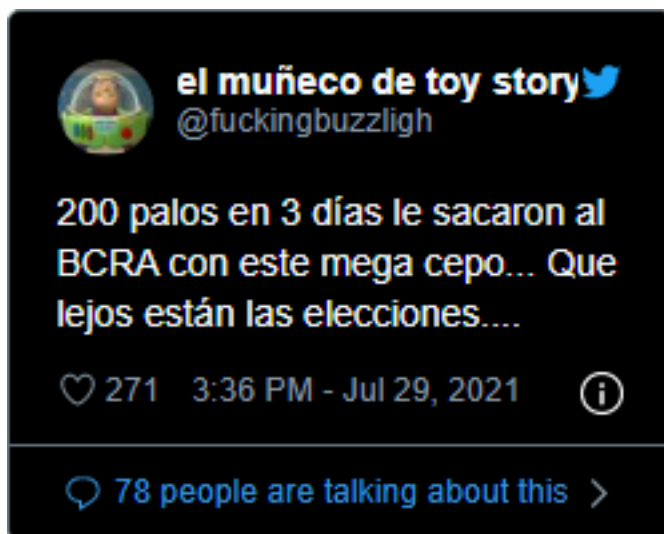 el muñeco de toy story
@fuckingbuzzligh
200 palos en 3 días le sacaron al
BCRA con este mega cepo... Que
lejos están las elecciones....
271 3:36 PM - Jul 29, 2021
78 people are talking about this